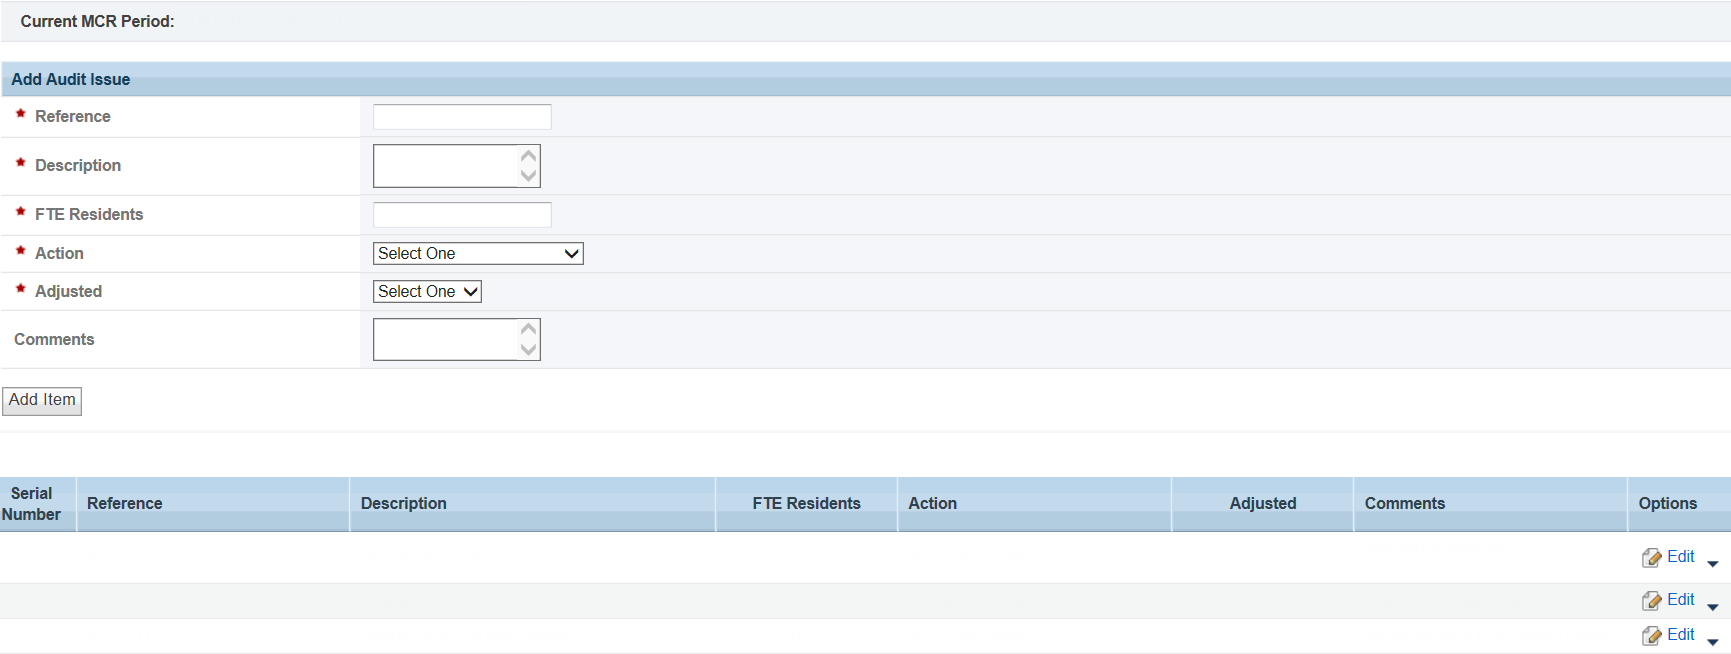 Current MCR Period:
Add Audit Issue
Reference
Description
FTE Residents
Action
Select One
Adjusted
Select One
Comments
Add Item
Serial
Number
Reference
Description
FTE Residents
Action
Adjusted
Comments
Options
Edit
Edit
Edit